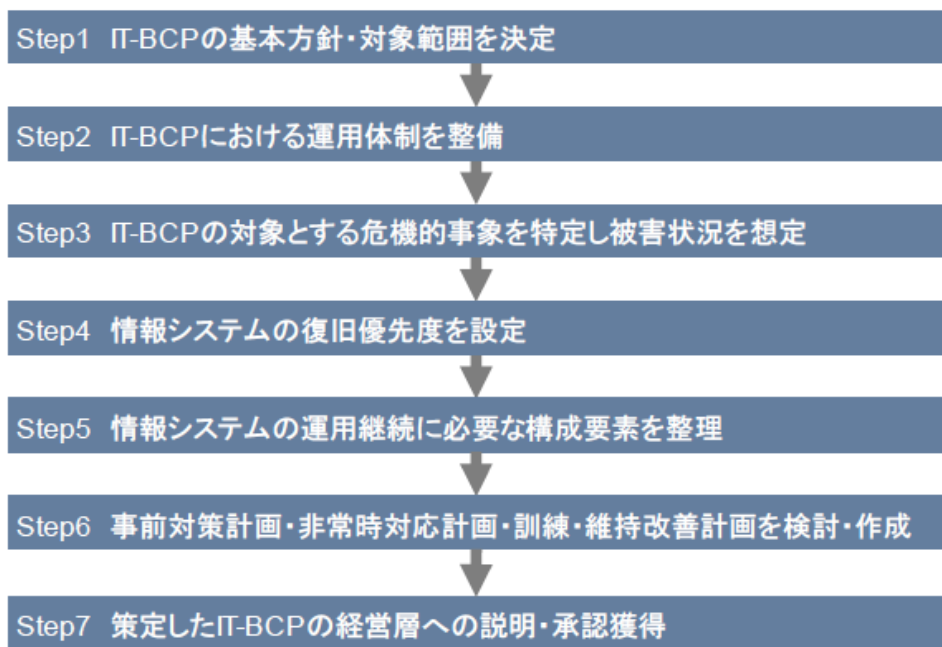 Step1 IT-BCPの基本方針・対象範囲を決定
Step2 IT-BCPにおける運用体制を整備
Step3 IT-BCPの対象とする危機的事象を特定し被害状況を想定
Step4 情報システムの復旧優先度を設定
Step5 情報システムの運用継続に必要な構成要素を整理
Step6 事前対策計画・非常時対応計画・訓練・維持改善計画を検討・作成
Step7 策定したIT-BCPの経営層への説明・承認獲得